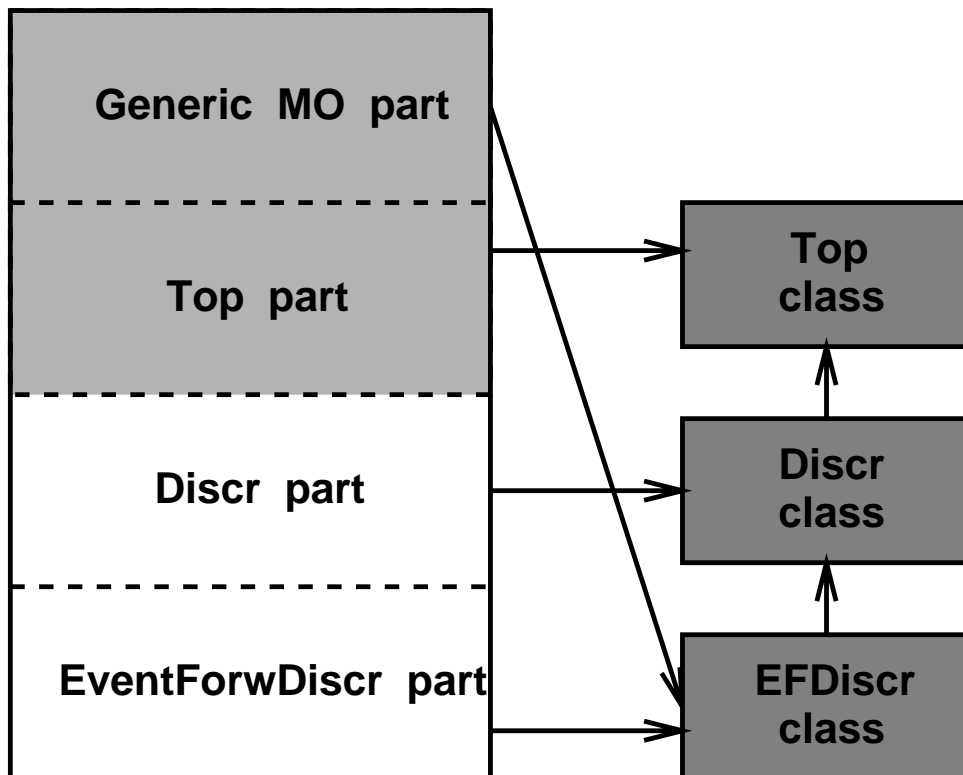 Generic MO part
Top part
Top
class
Discr part
Discr
class
EventForwDiscr part
EFDiscr
class